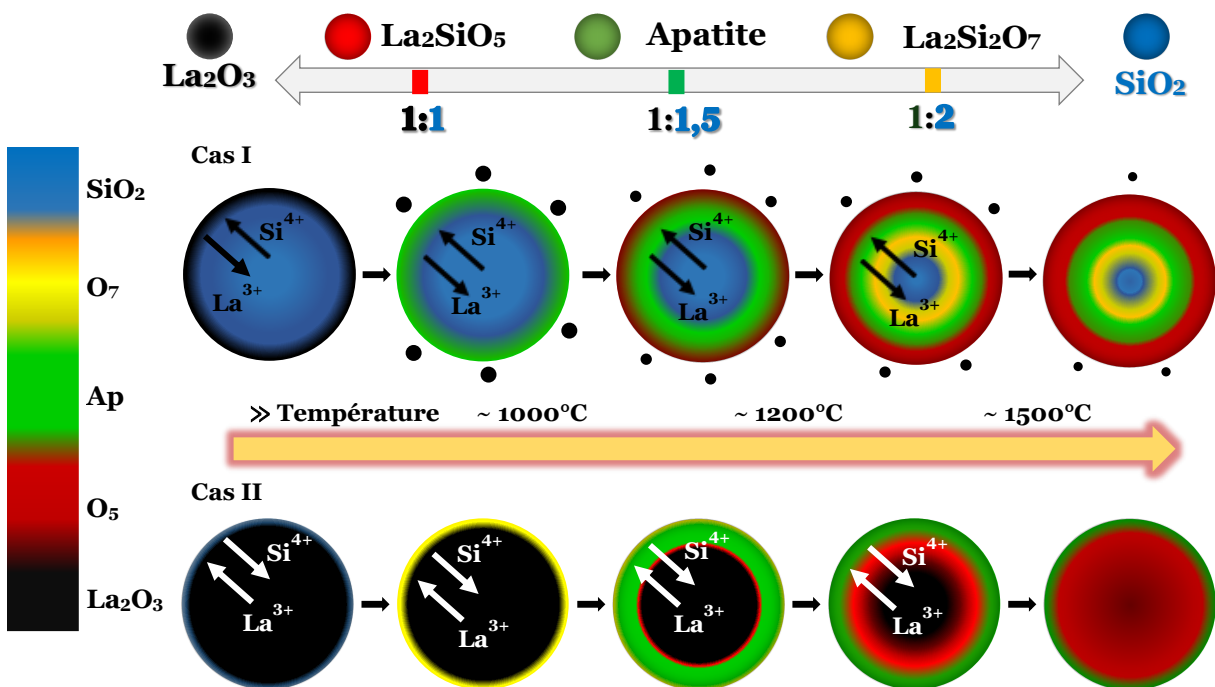 La₂SiO₅ Apatite La₂Si₂O₇
La₂O₃ SiO₂
1:1 1:1,5 1:2
Cas I
SiO₂
O₇
Ap
O₅
La₂O₃
Si⁴⁺ Si⁴⁺ Si⁴⁺ Si⁴⁺
La³⁺ La³⁺ La³⁺ La³⁺
>> Température ~ 1000°C ~ 1200°C ~ 1500°C
Cas II
Si⁴⁺ Si⁴⁺ Si⁴⁺ Si⁴⁺
La³⁺ La³⁺ La³⁺ La³⁺